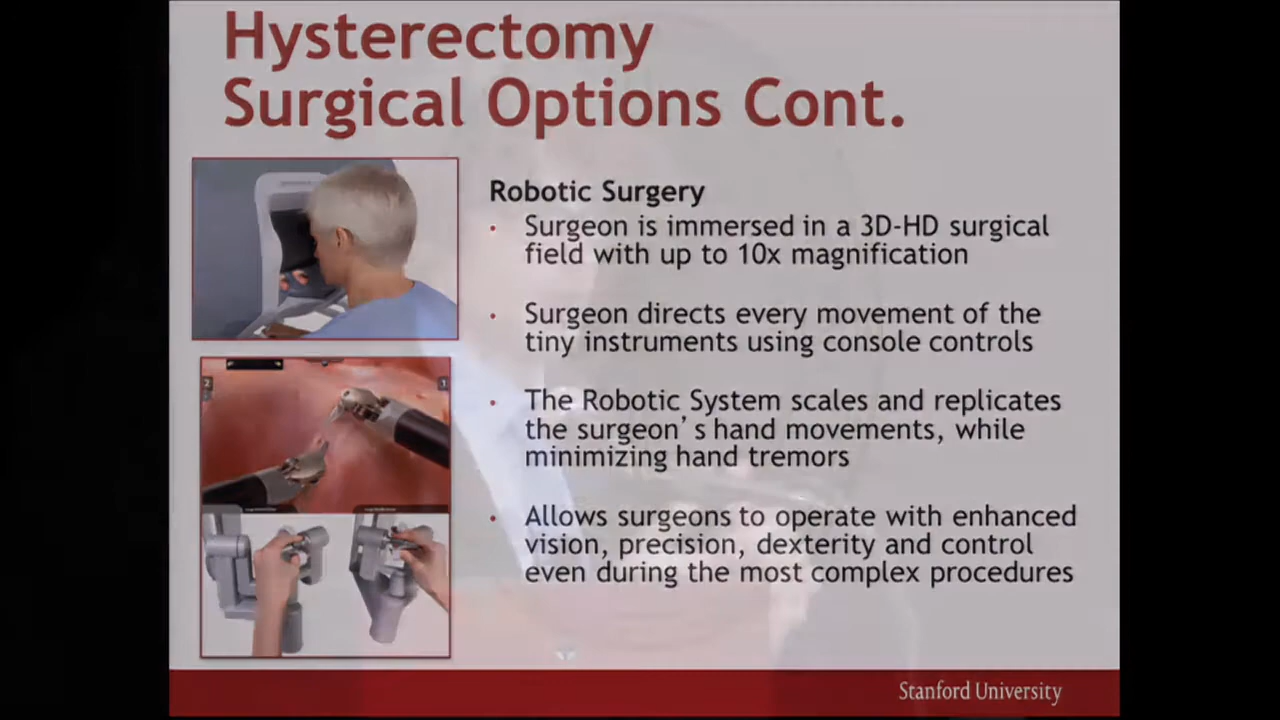 Hysterectomy
Surgical Options Cont.
Robotic Surgery
• Surgeon is immersed in a 3D-HD surgical
field with up to 10x magnification
• Surgeon directs every movement of the
tiny instruments using console controls
• The Robotic System scales and replicates
the surgeon's hand movements, while
minimizing hand tremors
• Allows surgeons to operate with enhanced
vision, precision, dexterity and control
even during the most complex procedures
2
1
Stanford University